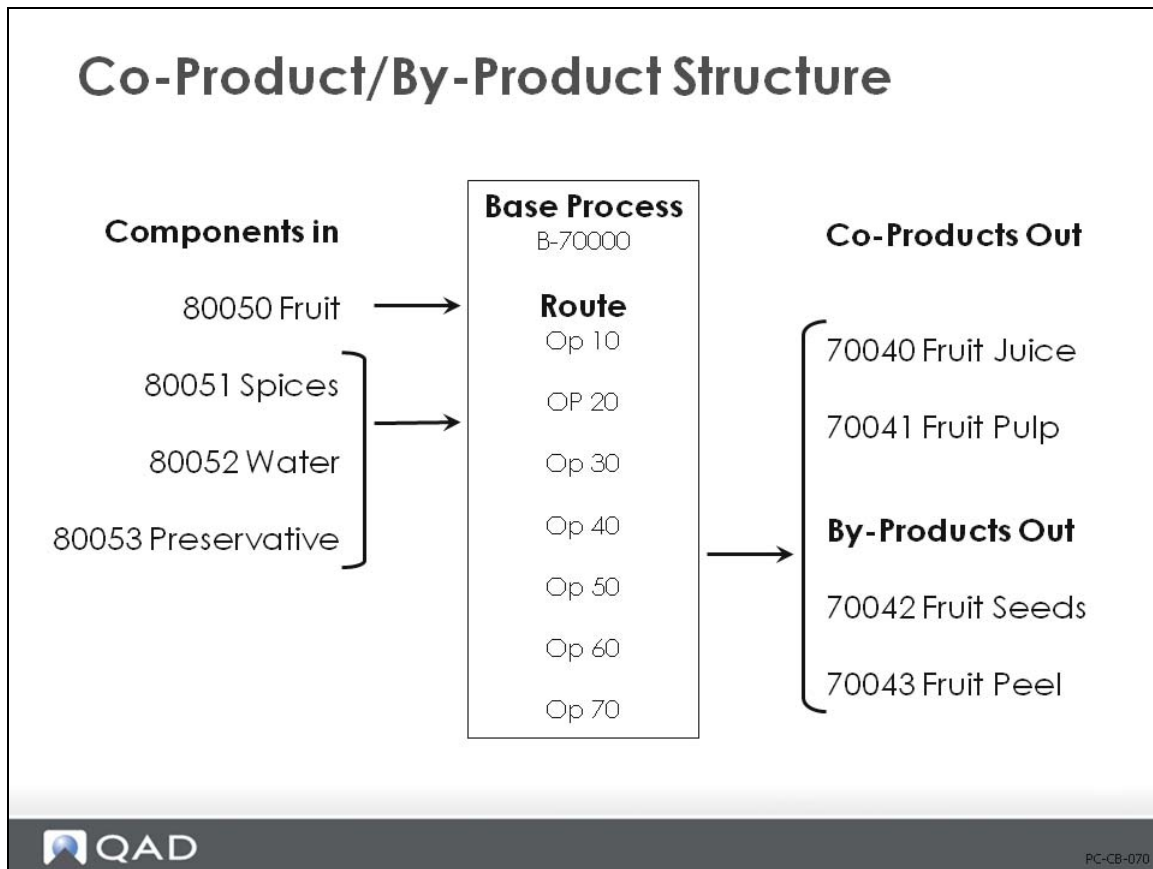 Co-Product/By-Product Structure
Components in
80050 Fruit
80051 Spices
80052 Water
80053 Preservative
Base Process
B-70000
Route
Op 10
OP 20
Op 30
Op 40
Op 50
Op 60
Op 70
Co-Products Out
70040 Fruit Juice
70041 Fruit Pulp
By-Products Out
70042 Fruit Seeds
70043 Fruit Peel
QAD
PC-CB-070